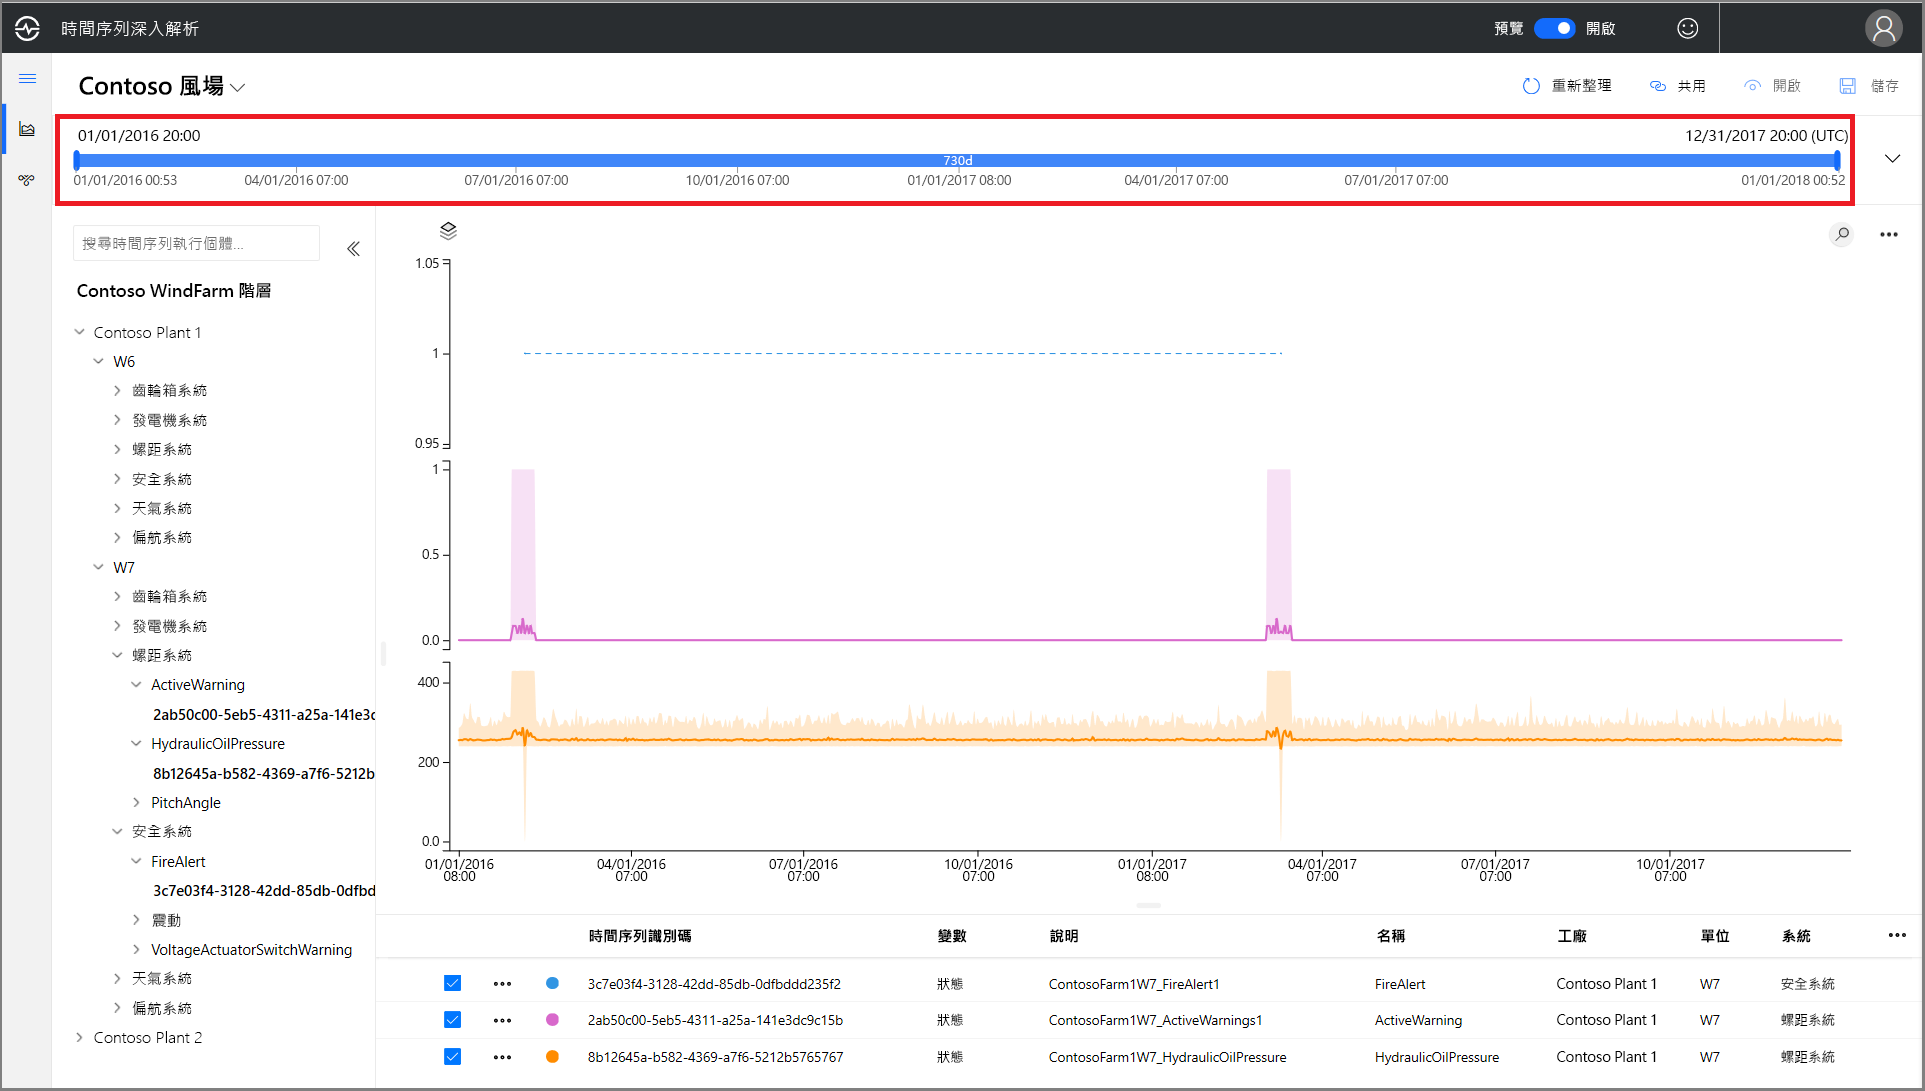 時間序列深入解析
預覽 開啟
Contoso 風場
重新整理 共用 開啟 儲存
01/01/2016 20:00 12/31/2017 20:00 (UTC)
730d
01/01/2016 00:53 04/01/2016 07:00 07/01/2016 07:00 10/01/2016 07:00 01/01/2017 08:00 04/01/2017 07:00 07/01/2017 07:00 01/01/2018 00:52
搜尋時間序列執行個體...
Contoso WindFarm 階層
Contoso Plant 1
W6
齒輪箱系統
發電機系統
螺距系統
安全系統
天氣系統
偏航系統
W7
齒輪箱系統
發電機系統
螺距系統
ActiveWarning
2ab50c00-5eb5-4311-a25a-141e3c
HydraulicOilPressure
8b12645a-b582-4369-a7f6-5212b
PitchAngle
安全系統
FireAlert
3c7e03f4-3128-42dd-85db-0dfbd
震動
VoltageActuatorSwitchWarning
天氣系統
偏航系統
Contoso Plant 2
1.05
1
0.95
1
0.5
0.0
400
200
0.0
01/01/2016 04/01/2016 07/01/2016 10/01/2016 01/01/2017 04/01/2017 07/01/2017 10/01/2017
08:00 07:00 07:00 07:00 08:00 07:00 07:00 07:00
時間序列識別碼 變數 說明 名稱 工廠 單位 系統
3c7e03f4-3128-42dd-85db-0dfbddd235f2 狀態 ContosoFarm1W7_FireAlert1 FireAlert Contoso Plant 1 W7 安全系統
2ab50c00-5eb5-4311-a25a-141e3dc9c15b 狀態 ContosoFarm1W7_ActiveWarnings1 ActiveWarning Contoso Plant 1 W7 螺距系統
8b12645a-b582-4369-a7f6-5212b5765767 狀態 ContosoFarm1W7_HydraulicOilPressure HydraulicOilPressure Contoso Plant 1 W7 螺距系統